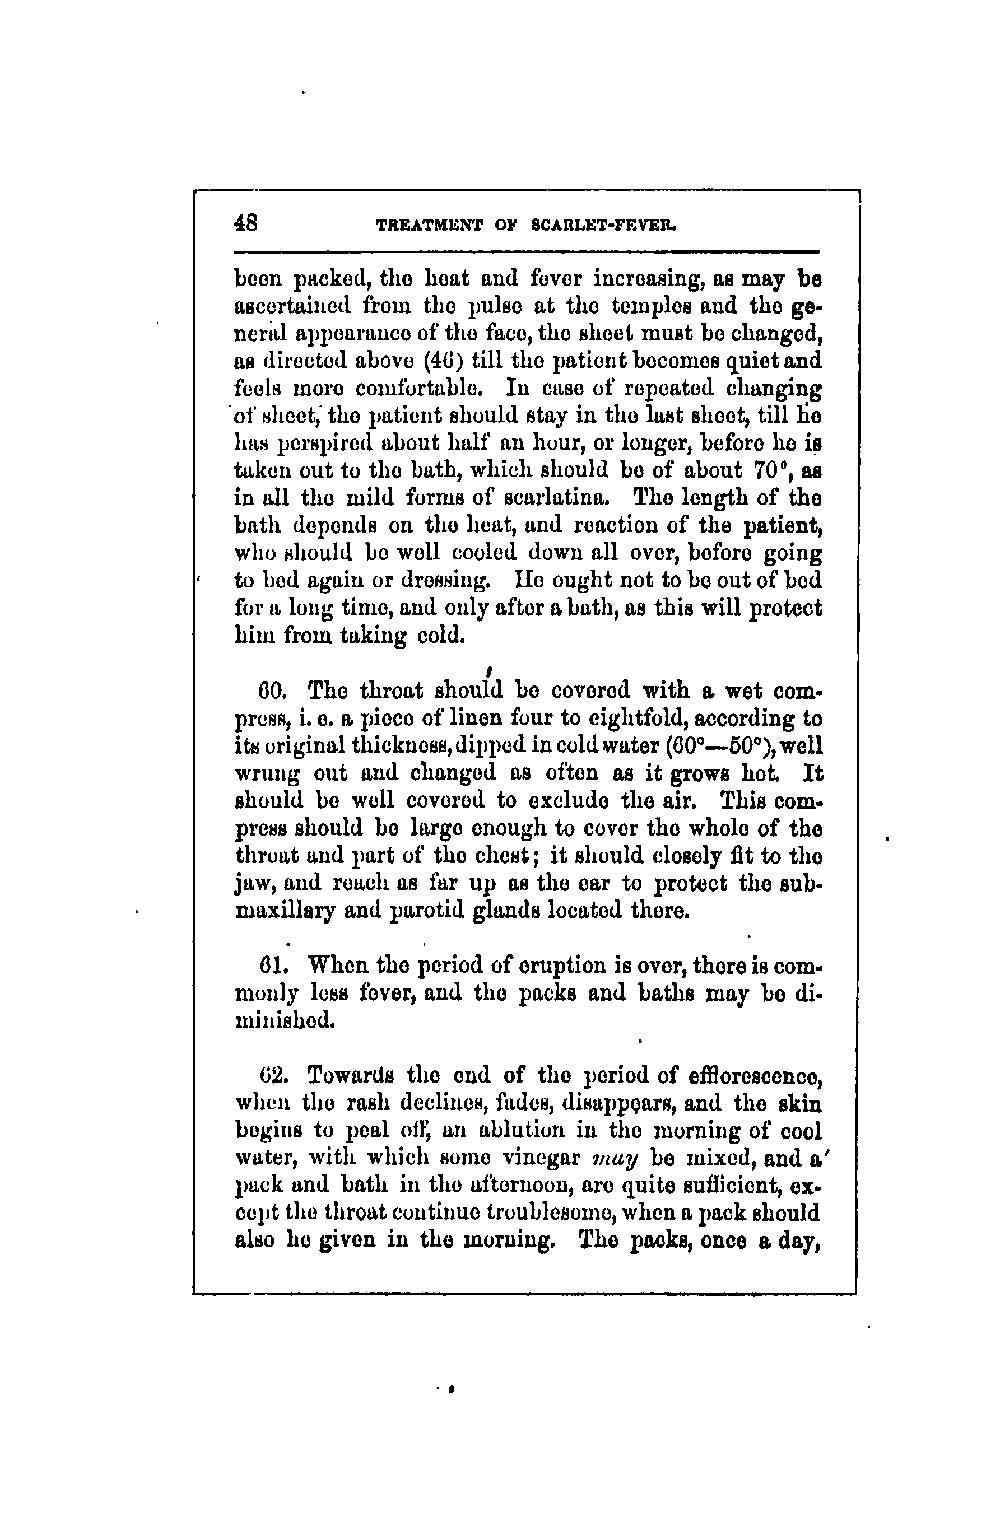 48 TREATMENT OF SCARLET-FEVER.
been packed, the heat and fever increasing, as may be
ascertained from the pulse at the temples and the ge-
neral appearance of the face, the sheet must be changed,
as directed above (46) till the patient becomes quiet and
feels more comfortable. In case of repeated changing
of sheet, the patient should stay in the last sheet, till he
has perspired about half an hour, or longer, before he is
taken out to the bath, which should be of about 70°, as
in all the mild forms of scarlatina. The length of the
bath depends on the heat, and reaction of the patient,
who should be well cooled down all over, before going
to bed again or dressing. He ought not to be out of bed
for a long time, and only after a bath, as this will protect
him from taking cold.
60. The throat should be covered with a wet com-
press, i. e. a piece of linen four to eightfold, according to
its original thickness, dipped in cold water (60°—50°), well
wrung out and changed as often as it grows hot. It
should be well covered to exclude the air. This com-
press should be large enough to cover the whole of the
throat and part of the chest; it should closely fit to the
jaw, and reach as far up as the ear to protect the sub-
maxillary and parotid glands located there.
61. When the period of eruption is over, there is com-
monly less fever, and the packs and baths may be di-
minished.
62. Towards the end of the period of efflorescence,
when the rash declines, fades, disappears, and the skin
begins to peal off, an ablution in the morning of cool
water, with which some vinegar may be mixed, and a
pack and bath in the afternoon, are quite sufficient, ex-
cept the throat continue troublesome, when a pack should
also be given in the morning. The packs, once a day,